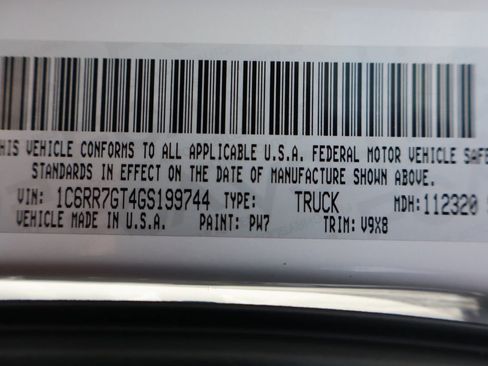 HIS VEHICLE CONFORMS TO ALL APPLICABLE U.S.A. FEDERAL MOTOR VEHICLE SAFE
STANDARDS IN EFFECT ON THE DATE OF MANUFACTURE SHOWN ABOVE.
VIN: 1C6RR7GT4GS199744 TYPE: TRUCK MDH: 112320
VEHICLE MADE IN U.S.A. PAINT: PW7 TRIM: V9X8